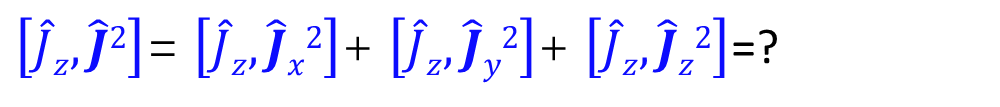 [Ĵz, Ĵ²] = [Ĵz, Ĵx²] + [Ĵz, Ĵy²] + [Ĵz, Ĵz²] =?